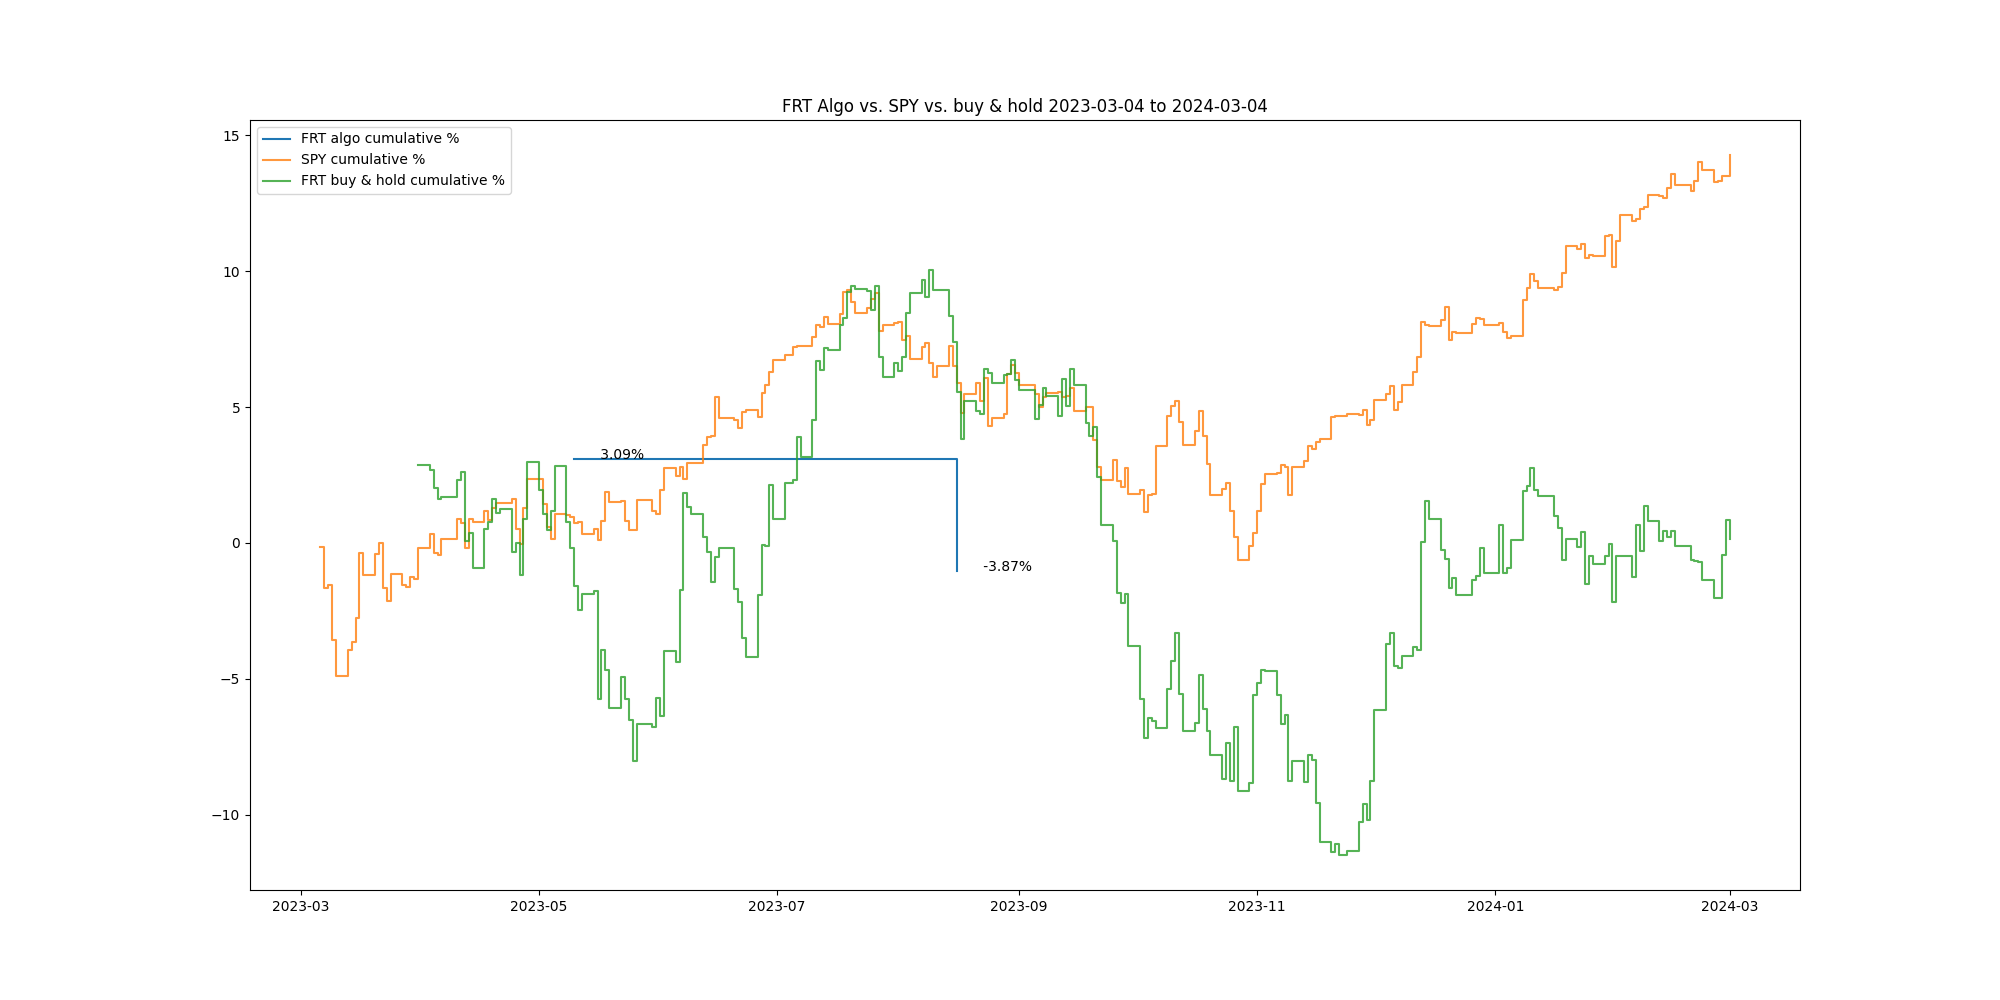 FRT Algo vs. SPY vs. buy & hold 2023-03-04 to 2024-03-04
FRT algo cumulative %
SPY cumulative %
FRT buy & hold cumulative %
15
10
5
0
−5
−10
3.09%
-3.87%
2023-03 2023-05 2023-07 2023-09 2023-11 2024-01 2024-03